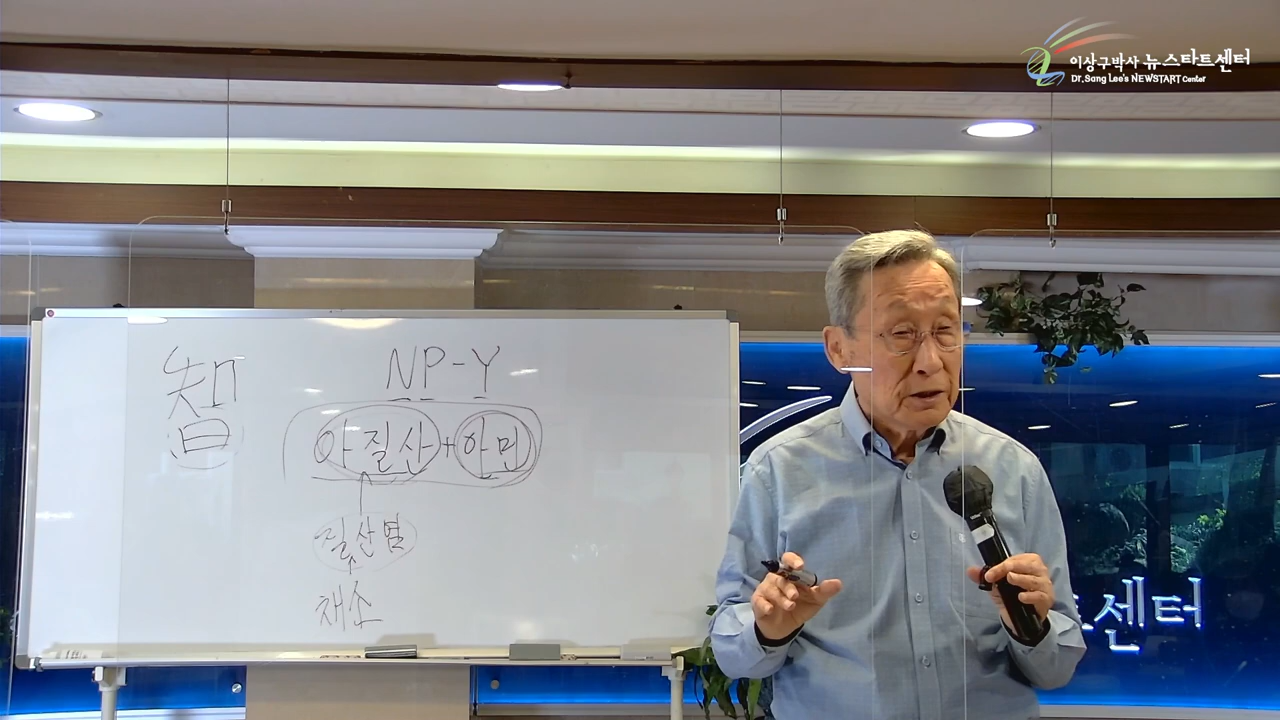 이상구박사 뉴스타트센터
Dr. Sang Lee's NEWSTART Center
智
NP-Y
아질산+아민
질산염
채소
센터